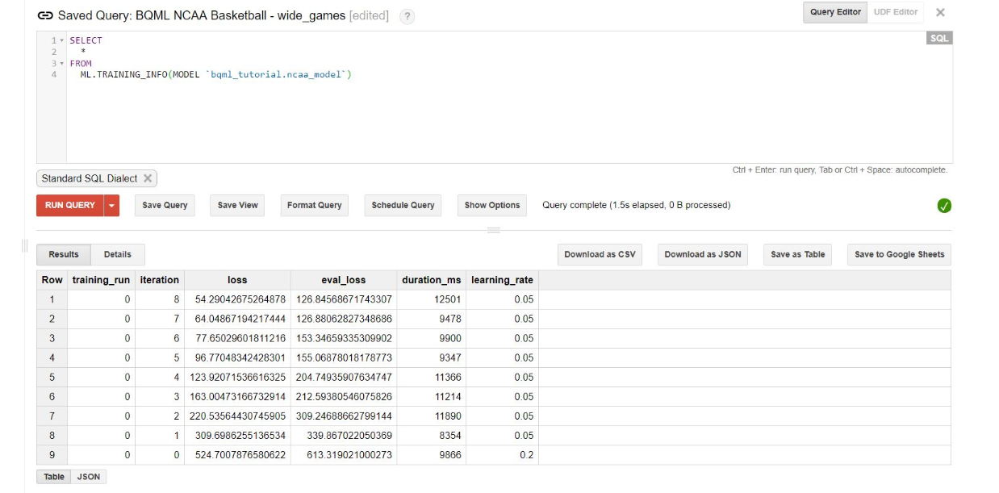 Saved Query: BQML NCAA Basketball - wide_games [edited] ?
Query Editor UDF Editor
SQL
1 SELECT
2 *
3 FROM
4 ML.TRAINING_INFO(MODEL `bqml_tutorial.ncaa_model`)
Ctrl + Enter: run query, Tab or Ctrl + Space: autocomplete.
Standard SQL Dialect
RUN QUERY Save Query Save View Format Query Schedule Query Show Options Query complete (1.5s elapsed, 0 B processed)
Results Details Download as CSV Download as JSON Save as Table Save to Google Sheets
Row training_run iteration loss eval_loss duration_ms learning_rate
1 0 8 54.29042675264878 126.84568671743307 12501 0.05
2 0 7 64.04867194217444 126.88062827348686 9478 0.05
3 0 6 77.65029601811216 153.34659335309902 9900 0.05
4 0 5 96.77048342428301 155.06878018178773 9347 0.05
5 0 4 123.92071536616325 204.74935907634747 11366 0.05
6 0 3 163.00473166732914 212.59380546075826 11214 0.05
7 0 2 220.53564430745905 309.24688662799144 11890 0.05
8 0 1 309.6986255136534 339.867022050369 8354 0.05
9 0 0 524.7007876580622 613.319021000273 9866 0.2
Table JSON